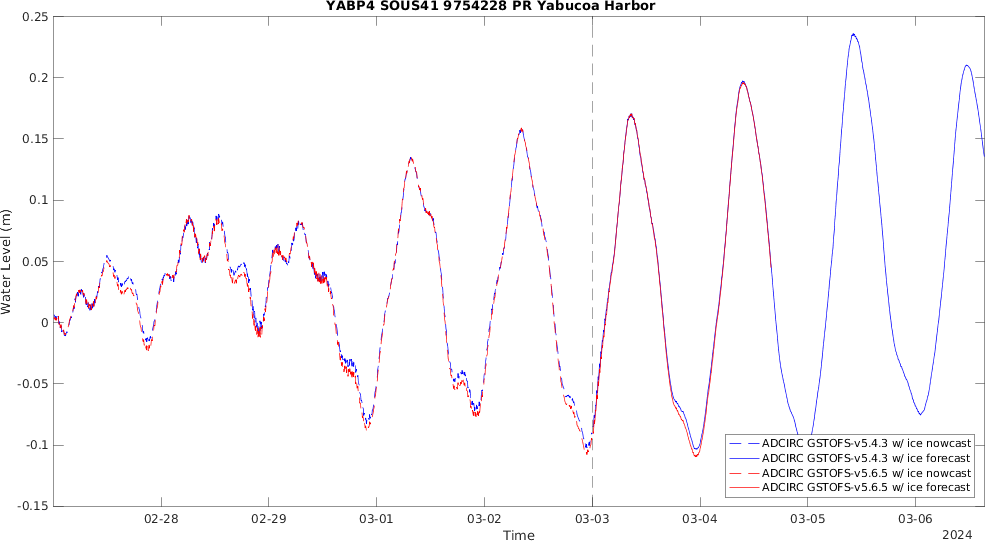 YABP4 SOUS41 9754228 PR Yabucoa Harbor
0.25
0.2
0.15
0.1
0.05
0
-0.05
-0.1
-0.15
Water Level (m)
02-28
02-29
03-01
03-02
03-03
03-04
03-05
03-06
Time
2024
ADCIRC GSTOFS-v5.4.3 w/ ice nowcast
ADCIRC GSTOFS-v5.4.3 w/ ice forecast
ADCIRC GSTOFS-v5.6.5 w/ ice nowcast
ADCIRC GSTOFS-v5.6.5 w/ ice forecast